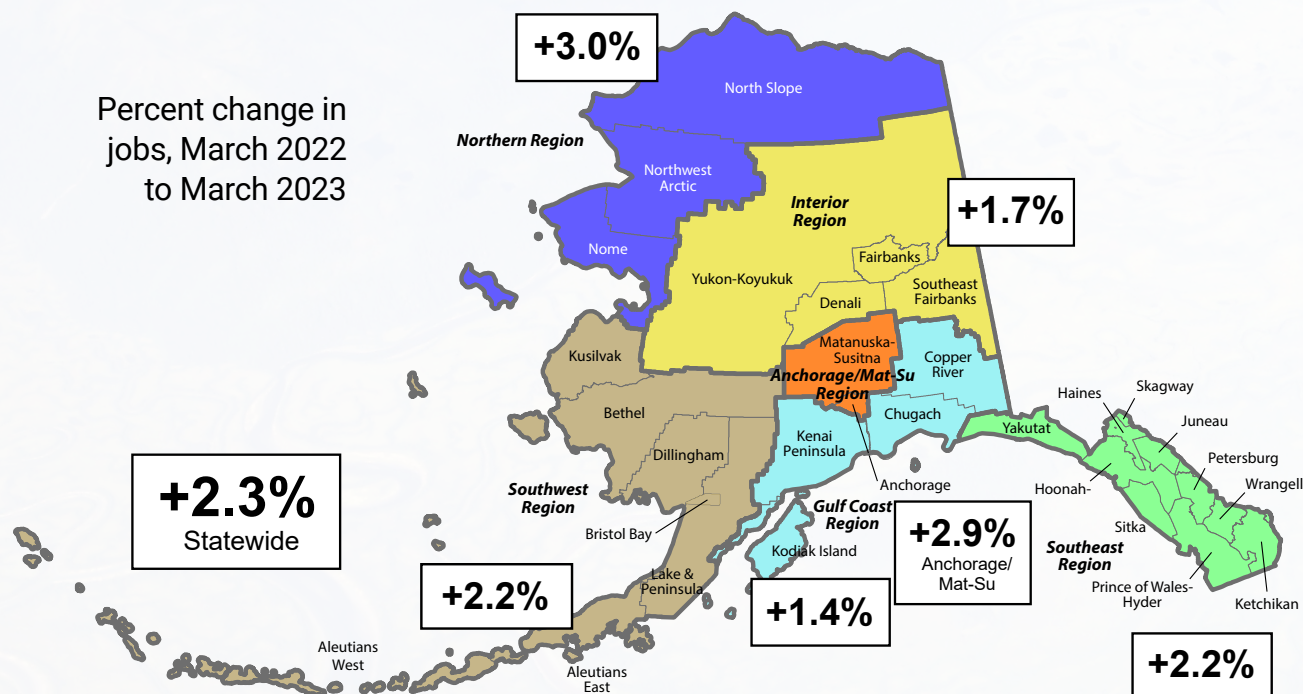 Percent change in
jobs, March 2022
to March 2023
+3.0%
North Slope
Northern Region
Northwest
Arctic
Nome
Interior
Region
+1.7%
Fairbanks
Yukon-Koyukuk
Southeast
Fairbanks
Denali
Kusilvak
Matanuska-
Susitna
Copper
River
Anchorage/Mat-Su
Region
Bethel
Chugach
Yakutat
Haines
Skagway
Juneau
Kenai
Peninsula
Dillingham
Petersburg
Wrangell
Hoonah-
Anchorage
Southwest
Region
Gulf Coast
Region
Bristol Bay
Sitka
Southeast
Region
+2.3%
Statewide
Kodiak Island
+2.9%
Anchorage/
Mat-Su
Lake &
Peninsula
Prince of Wales-
Hyder
Ketchikan
+2.2%
+1.4%
Aleutians
West
Aleutians
East
+2.2%